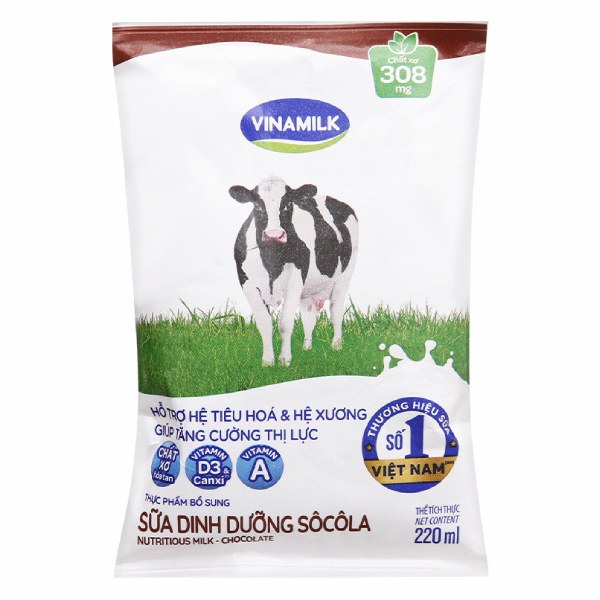 Chất xơ
308
mg
VINAMILK
HỖ TRỢ HỆ TIÊU HOÁ & HỆ XƯƠNG
GIÚP TĂNG CƯỜNG THỊ LỰC
CHẤT
XƠ
hòa tan
VITAMIN
D3 &
Canxi
VITAMIN
A
THƯƠNG HIỆU SỮA
SỐ 1
VIỆT NAM
THỰC PHẨM BỔ SUNG
SỮA DINH DƯỠNG SÔCÔLA
NUTRITIOUS MILK - CHOCOLATE
THỂ TÍCH THỰC
NET CONTENT
220 ml